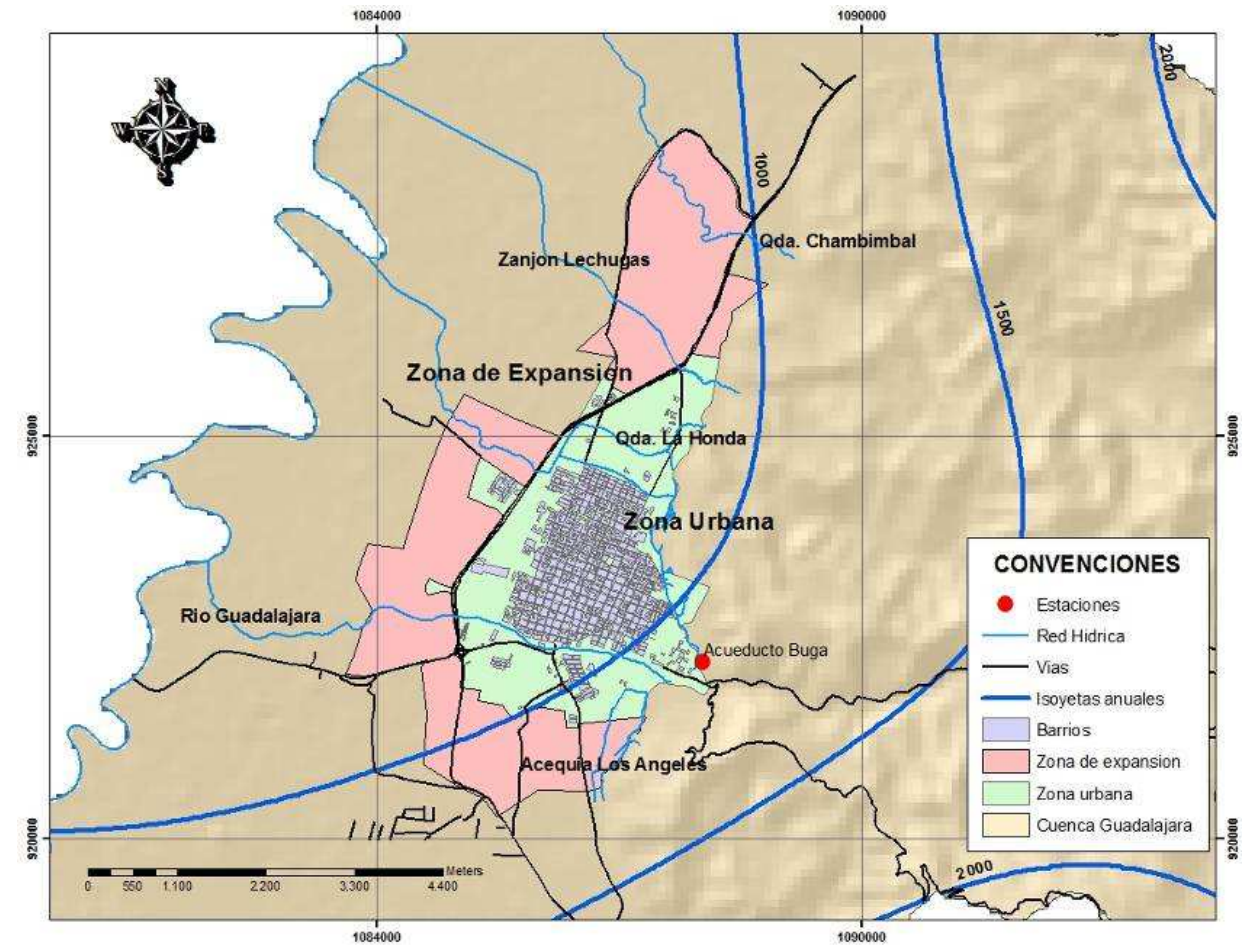 1084000
1090000
N
W
S
2000
1000
Qda. Chambimbal
Zanjon Lechugas
1500
Zona de Expansion
925000
925000
Qda. La Honda
Zona Urbana
CONVENCIONES
Estaciones
Red Hidrica
Vias
Isoyetas anuales
Barrios
Zona de expansion
Zona urbana
Cuenca Guadalajara
Rio Guadalajara
Acueducto Buga
Acequia Los Angeles
920000
920000
2000
Meters
0 550 1.100 2.200 3.300 4.400
1084000
1090000